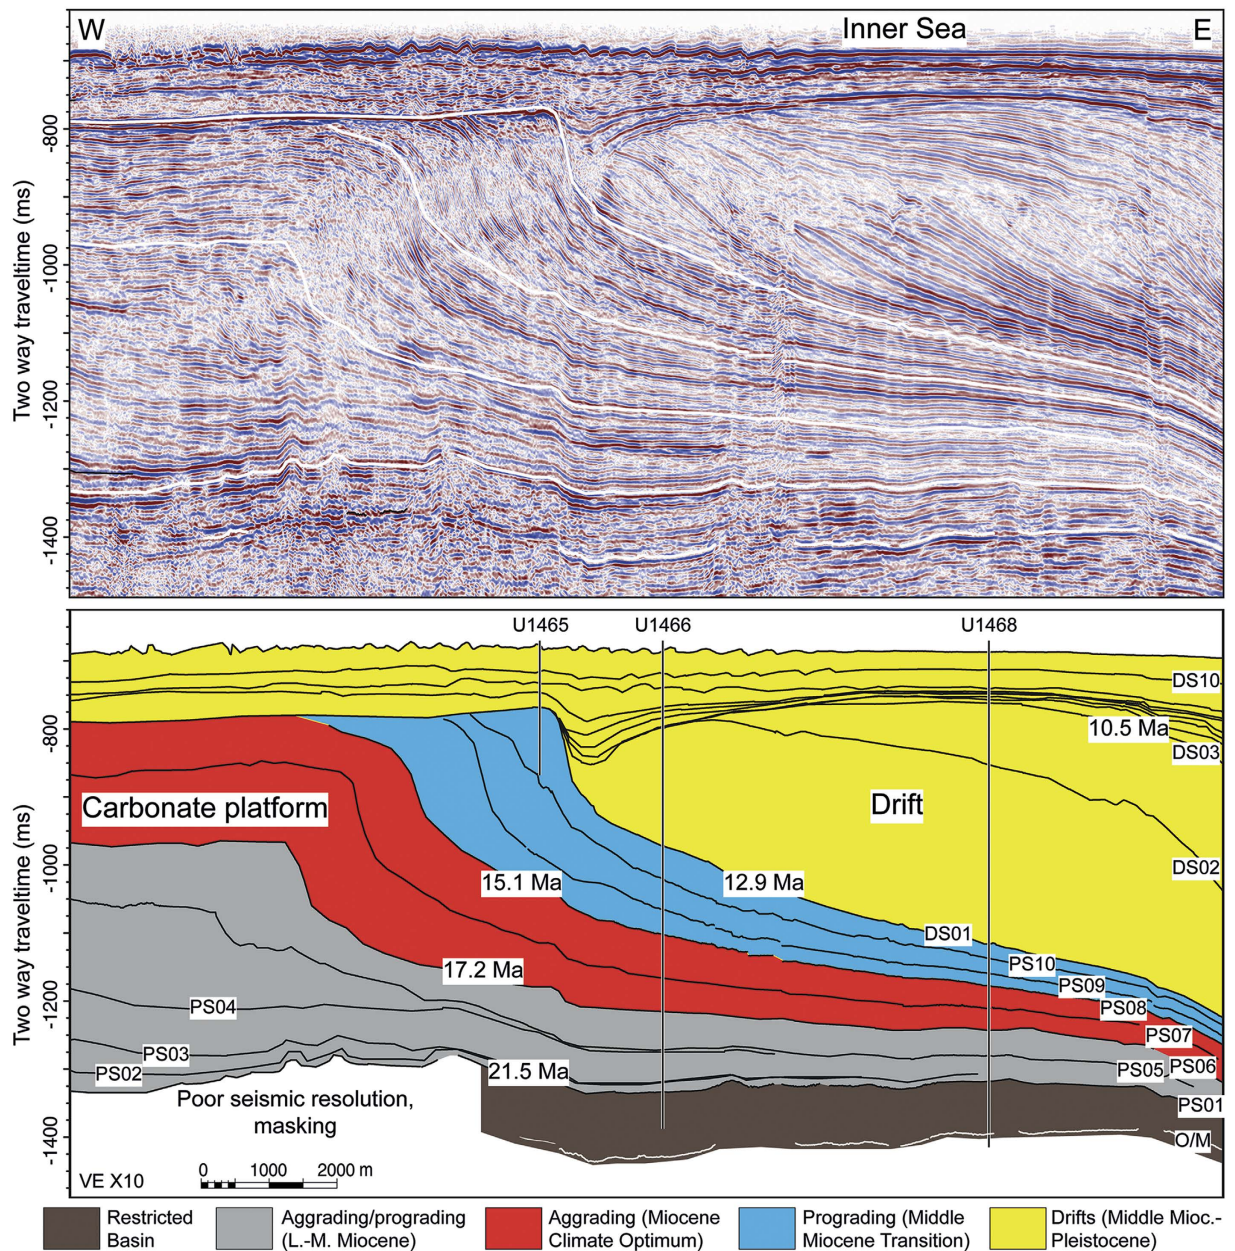 W
Inner Sea
E
Two way traveltime (ms)
-800
-1000
-1200
-1400
U1465
U1466
U1468
Two way traveltime (ms)
-800
-1000
-1200
-1400
DS10
10.5 Ma
DS03
Carbonate platform
Drift
DS02
15.1 Ma
12.9 Ma
DS01
17.2 Ma
PS10
PS09
PS04
PS08
PS07
PS03
PS02
21.5 Ma
PS05
PS06
Poor seismic resolution,
masking
PS01
O/M
VE X10
0 1000 2000 m
Restricted
Basin
Aggrading/prograding
(L.-M. Miocene)
Aggrading (Miocene
Climate Optimum)
Prograding (Middle
Miocene Transition)
Drifts (Middle Mioc.-
Pleistocene)